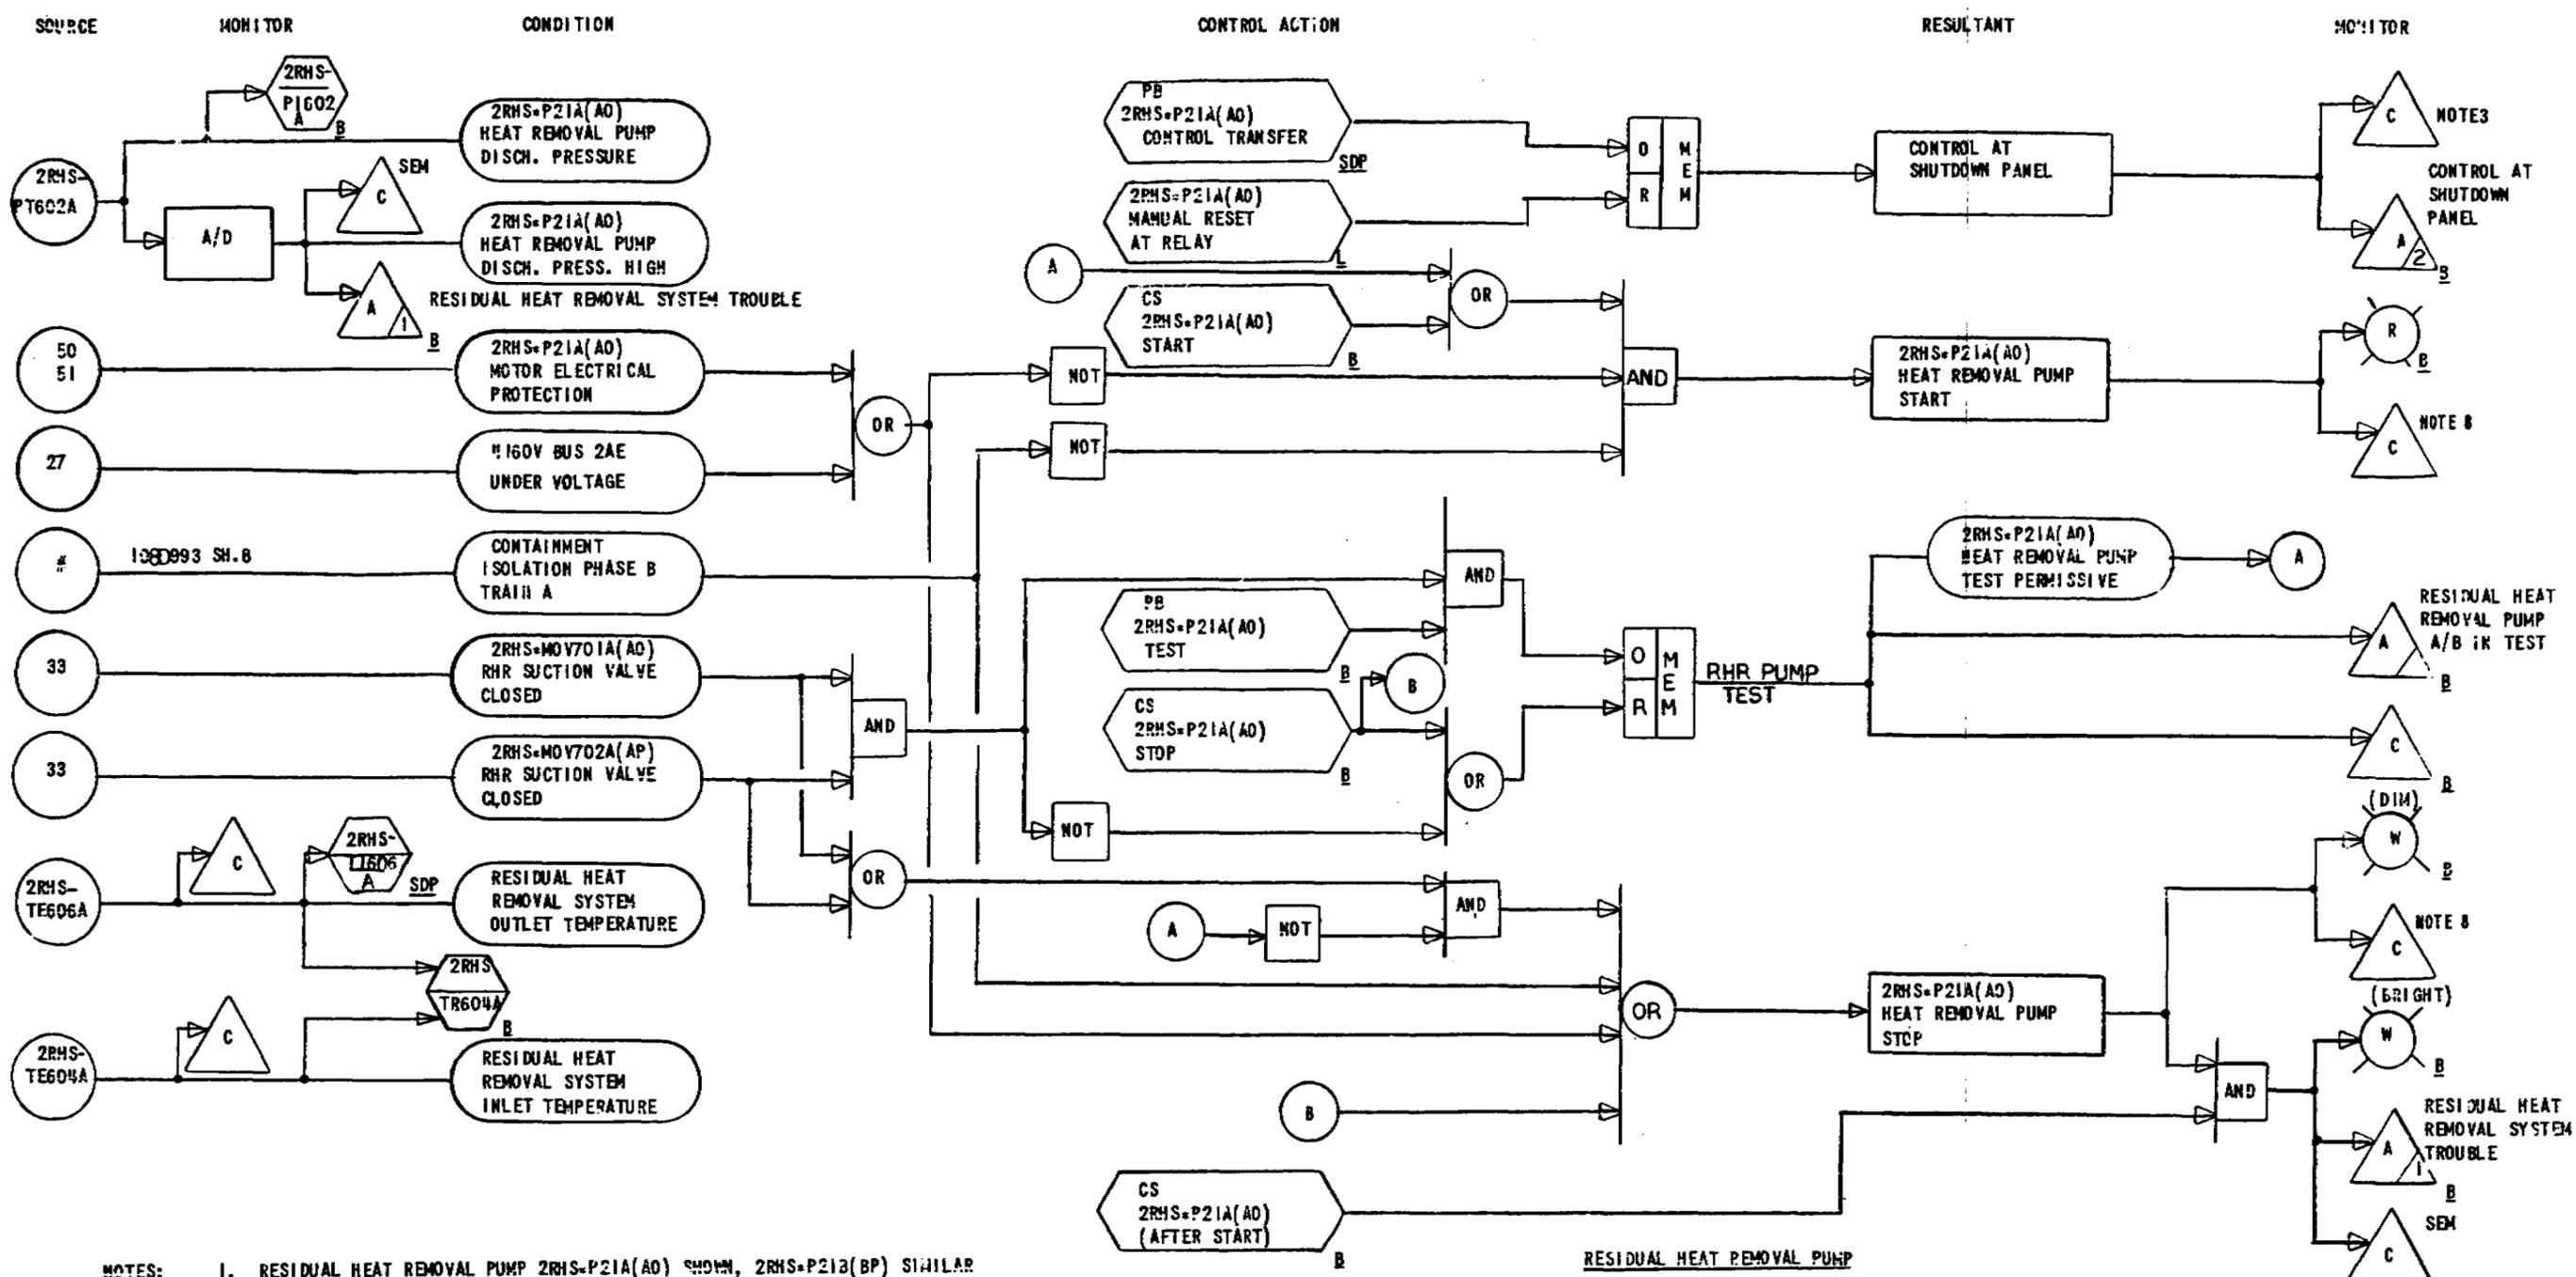 SOURCE
MONITOR
CONDITION
CONTROL ACTION
RESULTANT
MONITOR
2RHS-
PI602
A
B
2RHS*P21A(AO)
HEAT REMOVAL PUMP
DISCH. PRESSURE
2RHS-
PT602A
A/D
C
SEM
2RHS*P21A(AO)
HEAT REMOVAL PUMP
DISCH. PRESS. HIGH
A
1
B
RESIDUAL HEAT REMOVAL SYSTEM TROUBLE
PB
2RHS*P21A(AO)
CONTROL TRANSFER
SDP
2RHS*P21A(AO)
MANUAL RESET
AT RELAY
L
O
R
MEM
CONTROL AT
SHUTDOWN PANEL
C
NOTE3
CONTROL AT
SHUTDOWN
PANEL
A
2
B
A
CS
2RHS*P21A(AO)
START
B
OR
50
51
2RHS*P21A(AO)
MOTOR ELECTRICAL
PROTECTION
27
4160V BUS 2AE
UNDER VOLTAGE
OR
NOT
NOT
AND
2RHS*P21A(AO)
HEAT REMOVAL PUMP
START
R
B
C
NOTE 8
#
108D993 SH.8
CONTAINMENT
ISOLATION PHASE B
TRAIN A
33
2RHS*MOV701A(AO)
RHR SUCTION VALVE
CLOSED
33
2RHS*MOV702A(AP)
RHR SUCTION VALVE
CLOSED
AND
OR
PB
2RHS*P21A(AO)
TEST
B
CS
2RHS*P21A(AO)
STOP
B
B
NOT
AND
OR
O
R
MEM
RHR PUMP
TEST
2RHS*P21A(AO)
HEAT REMOVAL PUMP
TEST PERMISSIVE
A
RESIDUAL HEAT
REMOVAL PUMP
A/B IN TEST
A
B
C
B
2RHS-
TE606A
C
2RHS-
TI606
A
SDP
RESIDUAL HEAT
REMOVAL SYSTEM
OUTLET TEMPERATURE
2RHS
TR604A
B
2RHS-
TE604A
C
RESIDUAL HEAT
REMOVAL SYSTEM
INLET TEMPERATURE
A
NOT
AND
B
OR
2RHS*P21A(AO)
HEAT REMOVAL PUMP
STOP
(DIM)
W
B
C
NOTE 8
(BRIGHT)
W
B
AND
RESIDUAL HEAT
REMOVAL SYSTEM
TROUBLE
A
1
B
SEM
C
CS
2RHS*P21A(AO)
(AFTER START)
B
RESIDUAL HEAT REMOVAL PUMP
NOTES: 1. RESIDUAL HEAT REMOVAL PUMP 2RHS*P21A(AO) SHOWN, 2RHS*P21B(BP) SIMILAR